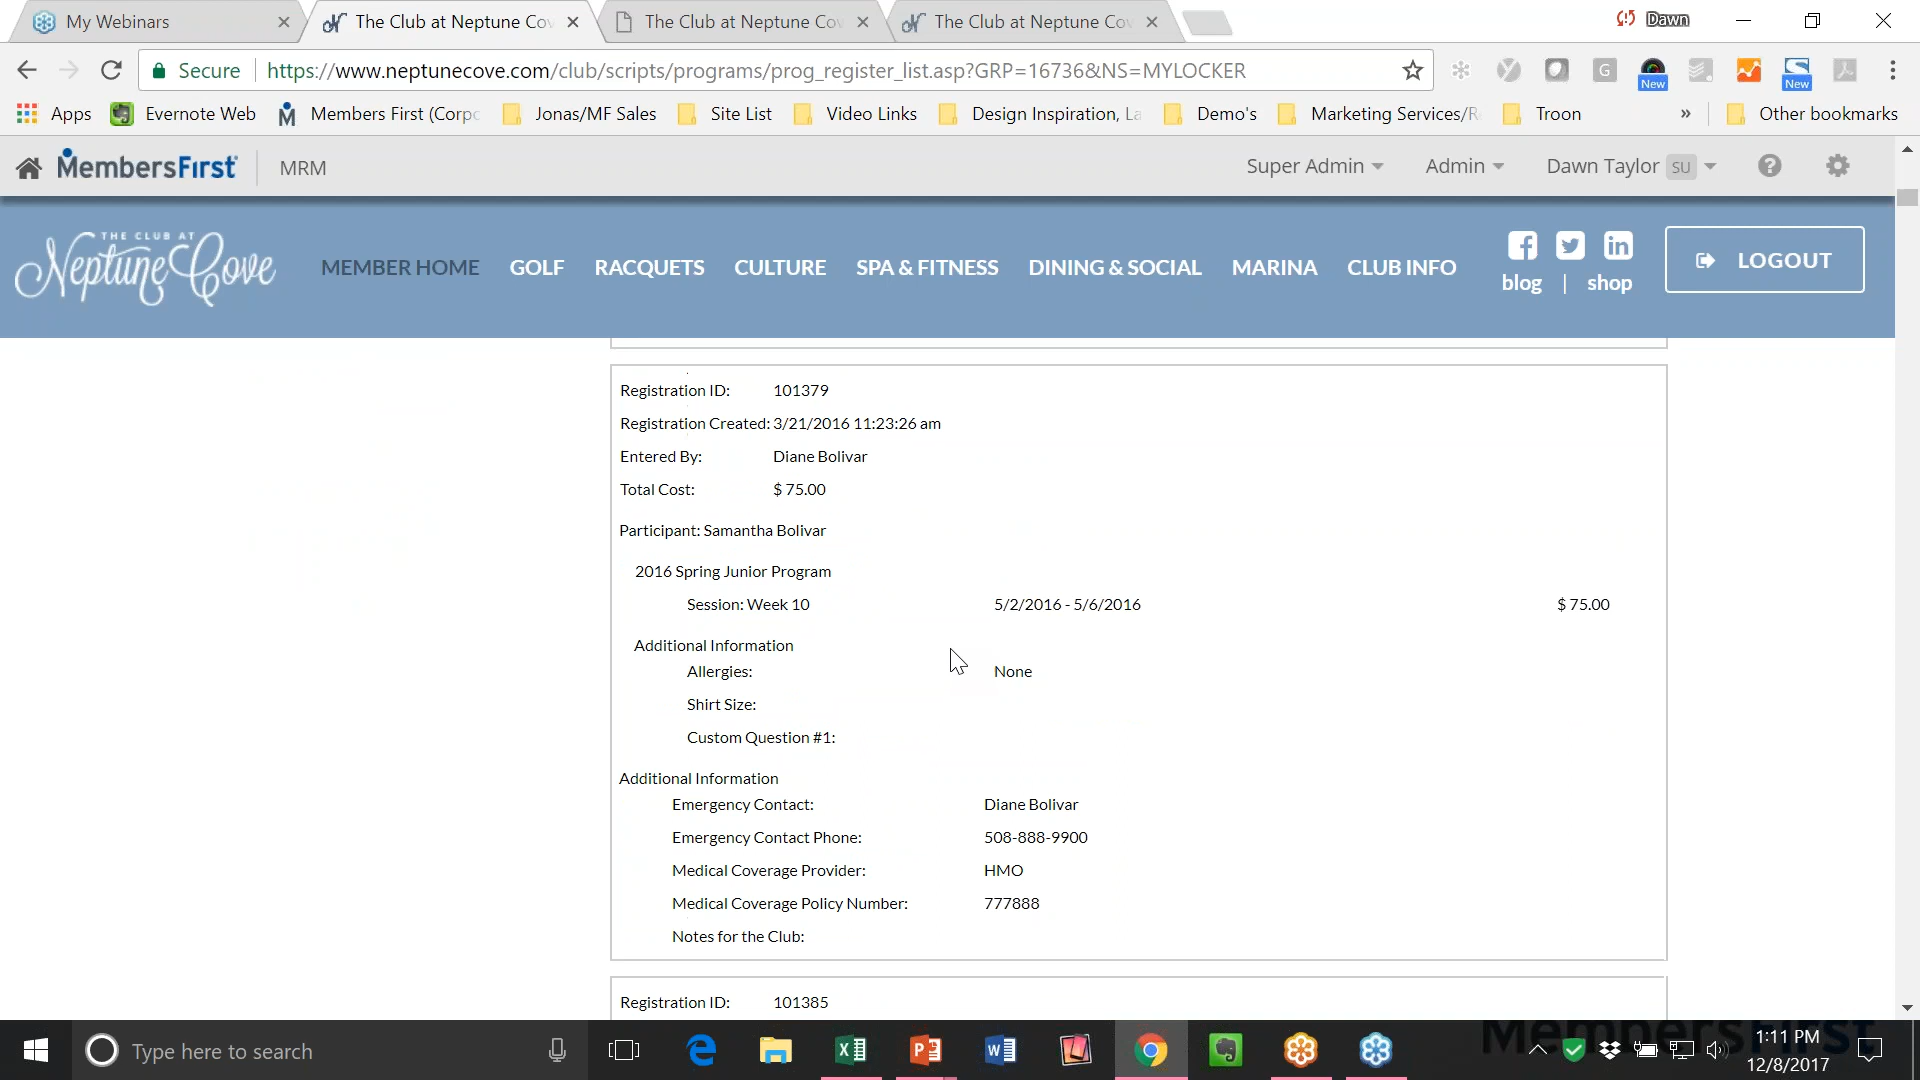 My Webinars
The Club at Neptune Cov
The Club at Neptune Cov
The Club at Neptune Cov
Dawn
Secure
https://www.neptunecove.com/club/scripts/programs/prog_register_list.asp?GRP=16736&NS=MYLOCKER
New
New
Apps
Evernote Web
Members First (Corpc
Jonas/MF Sales
Site List
Video Links
Design Inspiration, La
Demo's
Marketing Services/R
Troon
»
Other bookmarks
MEMBERSFIRST
MRM
Super Admin
Admin
Dawn Taylor SU
THE CLUB AT
Neptune Cove
MEMBER HOME
GOLF
RACQUETS
CULTURE
SPA & FITNESS
DINING & SOCIAL
MARINA
CLUB INFO
blog | shop
LOGOUT
Registration ID: 101379
Registration Created: 3/21/2016 11:23:26 am
Entered By: Diane Bolivar
Total Cost: $ 75.00
Participant: Samantha Bolivar
2016 Spring Junior Program
Session: Week 10 5/2/2016 - 5/6/2016 $ 75.00
Additional Information
Allergies: None
Shirt Size:
Custom Question #1:
Additional Information
Emergency Contact: Diane Bolivar
Emergency Contact Phone: 508-888-9900
Medical Coverage Provider: HMO
Medical Coverage Policy Number: 777888
Notes for the Club:
Registration ID: 101385
Type here to search
MEMBERSFIRST
1:11 PM
12/8/2017